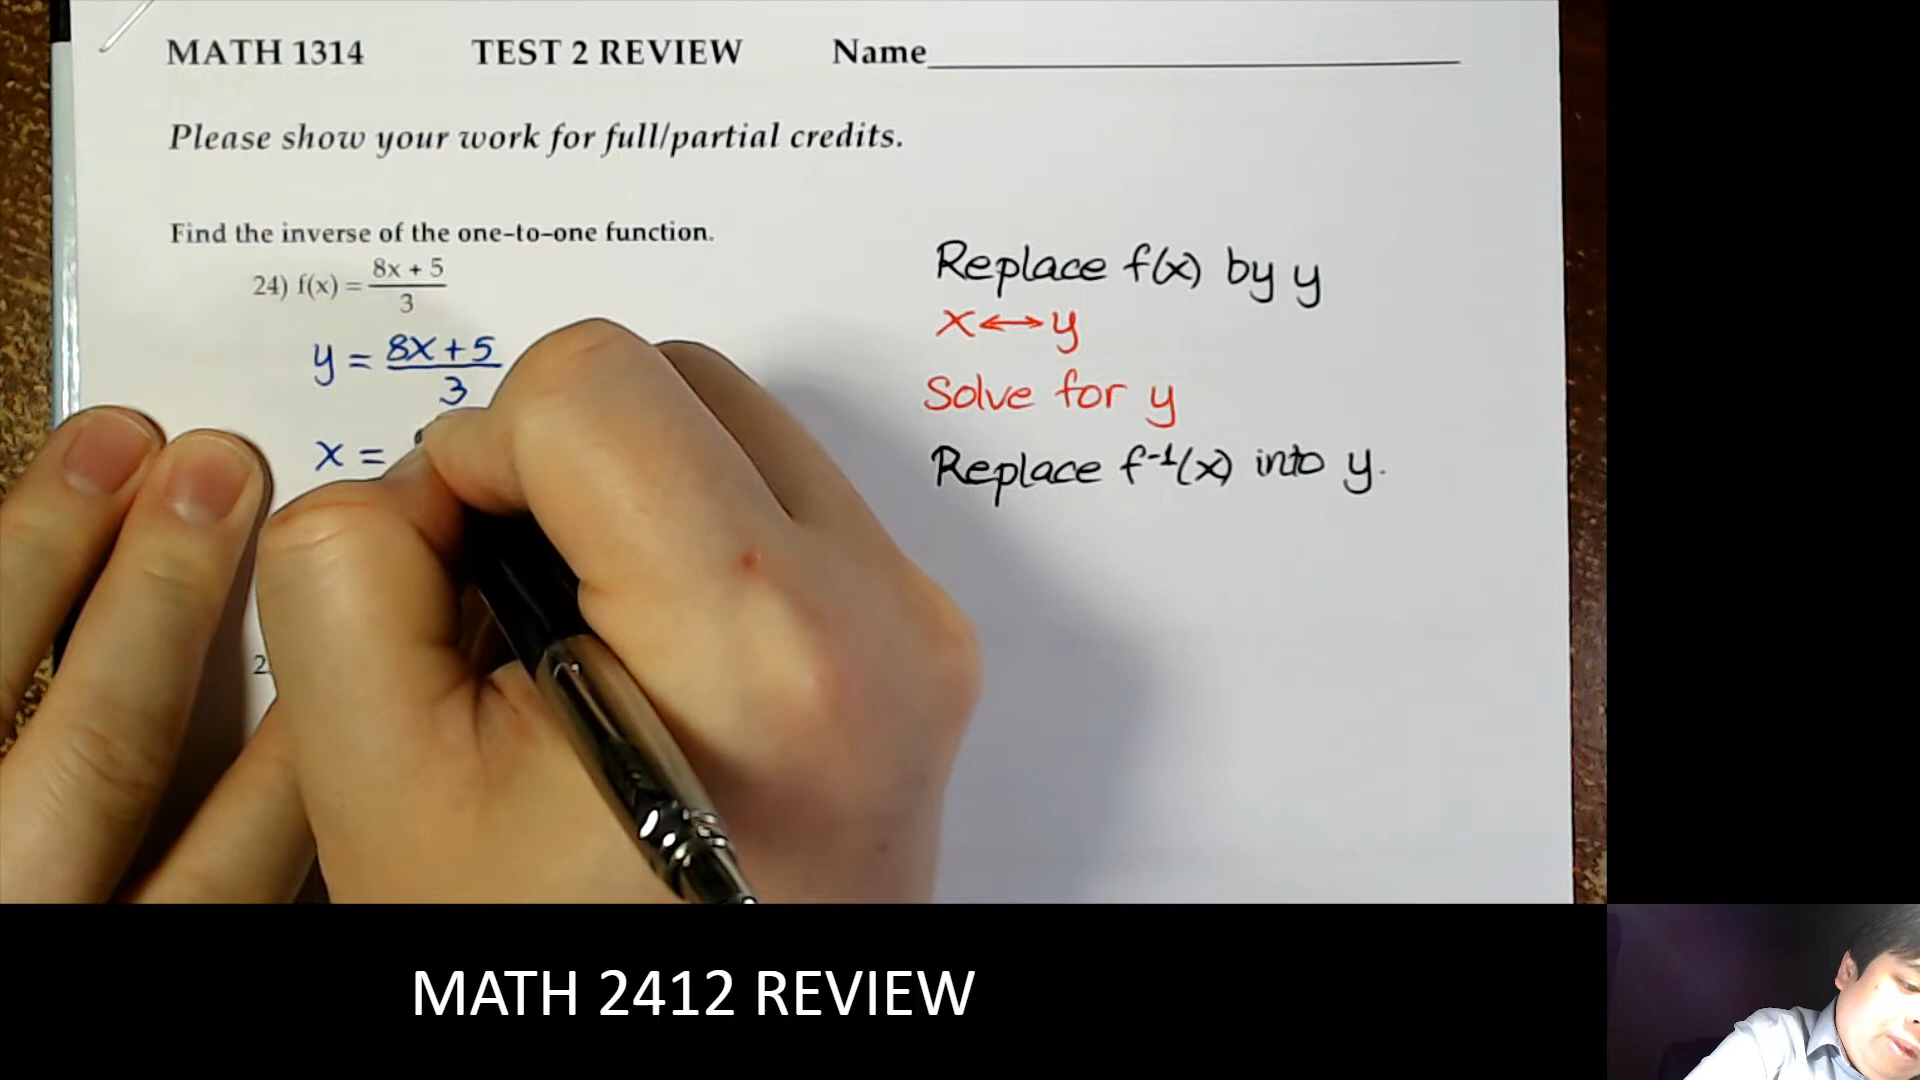 MATH 1314 TEST 2 REVIEW Name
Please show your work for full/partial credits.
Find the inverse of the one-to-one function.
24) f(x) = 8x + 5
3
y = 8x+5
3
x =
2
Replace f(x) by y
x↔y
Solve for y
Replace f⁻¹(x) into y.
MATH 2412 REVIEW